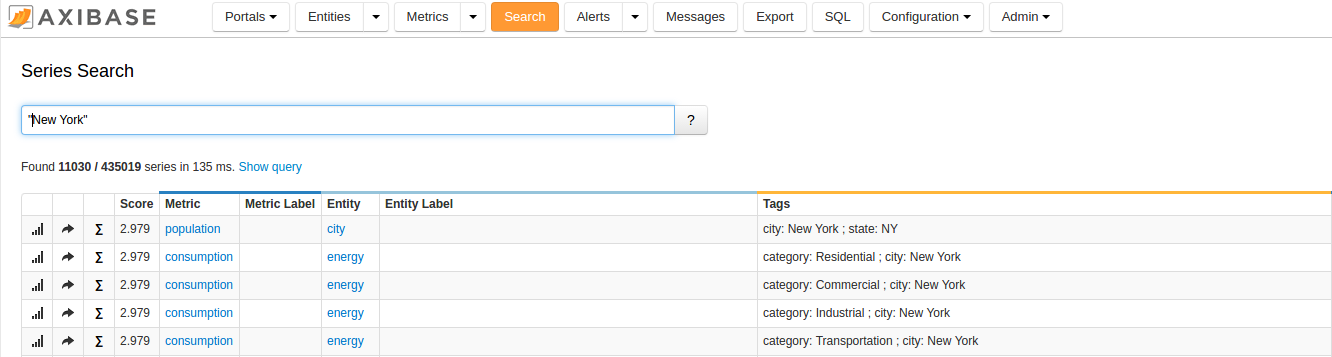 AXIBASE Portals Entities Metrics Search Alerts Messages Export SQL Configuration Admin
Series Search
"New York" ?
Found 11030 / 435019 series in 135 ms. Show query
Score Metric Metric Label Entity Entity Label Tags
Σ 2.979 population city city: New York ; state: NY
Σ 2.979 consumption energy category: Residential ; city: New York
Σ 2.979 consumption energy category: Commercial ; city: New York
Σ 2.979 consumption energy category: Industrial ; city: New York
Σ 2.979 consumption energy category: Transportation ; city: New York